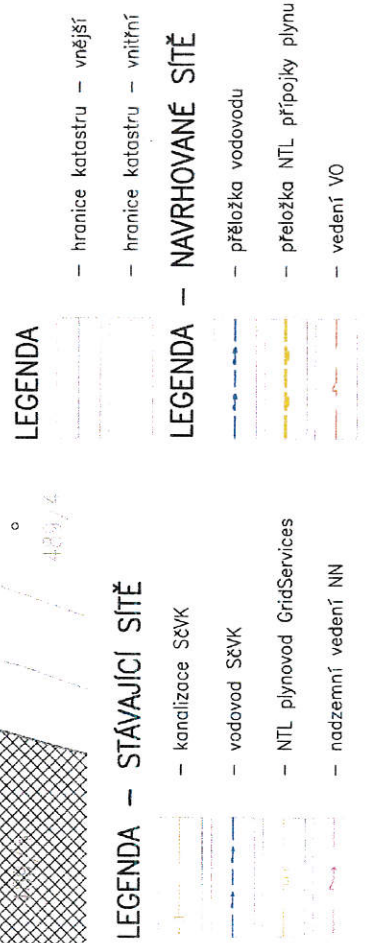 LEGENDA
– hranice katastru – vnější
– hranice katastru – vnitřní
LEGENDA – NAVRHOVANÉ SÍTĚ
– přěložka vodovodu
– přeložka NTL přípojky plynu
– vedení VO
LEGENDA – STÁVAJÍCÍ SÍTĚ
– kanalizace SčVK
– vodovod SčVK
– NTL plynovod GridServices
– nadzemní vedení NN